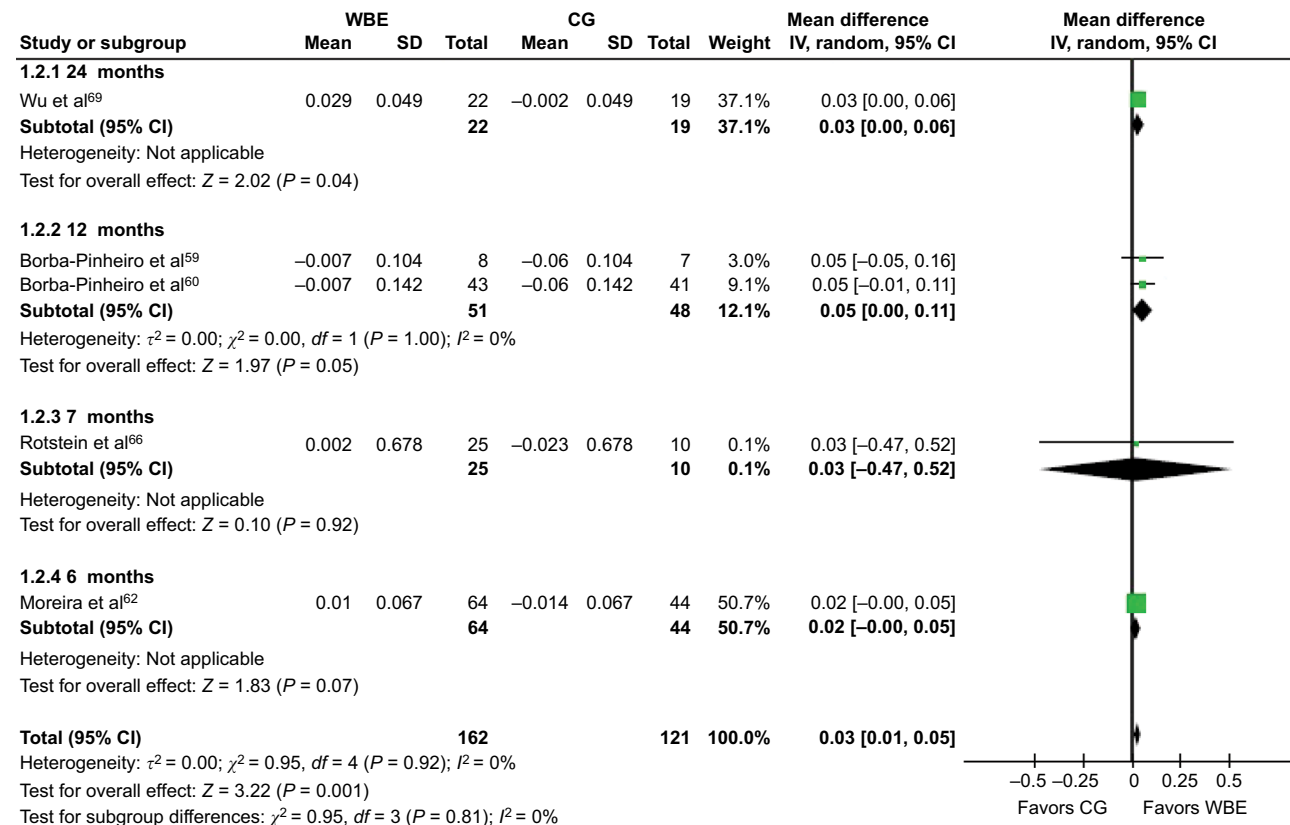 WBE CG Mean difference Mean difference
Study or subgroup Mean SD Total Mean SD Total Weight IV, random, 95% CI IV, random, 95% CI
1.2.1 24 months
Wu et al⁶⁹ 0.029 0.049 22 –0.002 0.049 19 37.1% 0.03 [0.00, 0.06]
Subtotal (95% CI) 22 19 37.1% 0.03 [0.00, 0.06]
Heterogeneity: Not applicable
Test for overall effect: Z = 2.02 (P = 0.04)
1.2.2 12 months
Borba-Pinheiro et al⁵⁹ –0.007 0.104 8 –0.06 0.104 7 3.0% 0.05 [–0.05, 0.16]
Borba-Pinheiro et al⁶⁰ –0.007 0.142 43 –0.06 0.142 41 9.1% 0.05 [–0.01, 0.11]
Subtotal (95% CI) 51 48 12.1% 0.05 [0.00, 0.11]
Heterogeneity: τ² = 0.00; χ² = 0.00, df = 1 (P = 1.00); I² = 0%
Test for overall effect: Z = 1.97 (P = 0.05)
1.2.3 7 months
Rotstein et al⁶⁶ 0.002 0.678 25 –0.023 0.678 10 0.1% 0.03 [–0.47, 0.52]
Subtotal (95% CI) 25 10 0.1% 0.03 [–0.47, 0.52]
Heterogeneity: Not applicable
Test for overall effect: Z = 0.10 (P = 0.92)
1.2.4 6 months
Moreira et al⁶² 0.01 0.067 64 –0.014 0.067 44 50.7% 0.02 [–0.00, 0.05]
Subtotal (95% CI) 64 44 50.7% 0.02 [–0.00, 0.05]
Heterogeneity: Not applicable
Test for overall effect: Z = 1.83 (P = 0.07)
Total (95% CI) 162 121 100.0% 0.03 [0.01, 0.05]
Heterogeneity: τ² = 0.00; χ² = 0.95, df = 4 (P = 0.92); I² = 0%
Test for overall effect: Z = 3.22 (P = 0.001)
Test for subgroup differences: χ² = 0.95, df = 3 (P = 0.81); I² = 0%
–0.5 –0.25 0 0.25 0.5
Favors CG Favors WBE